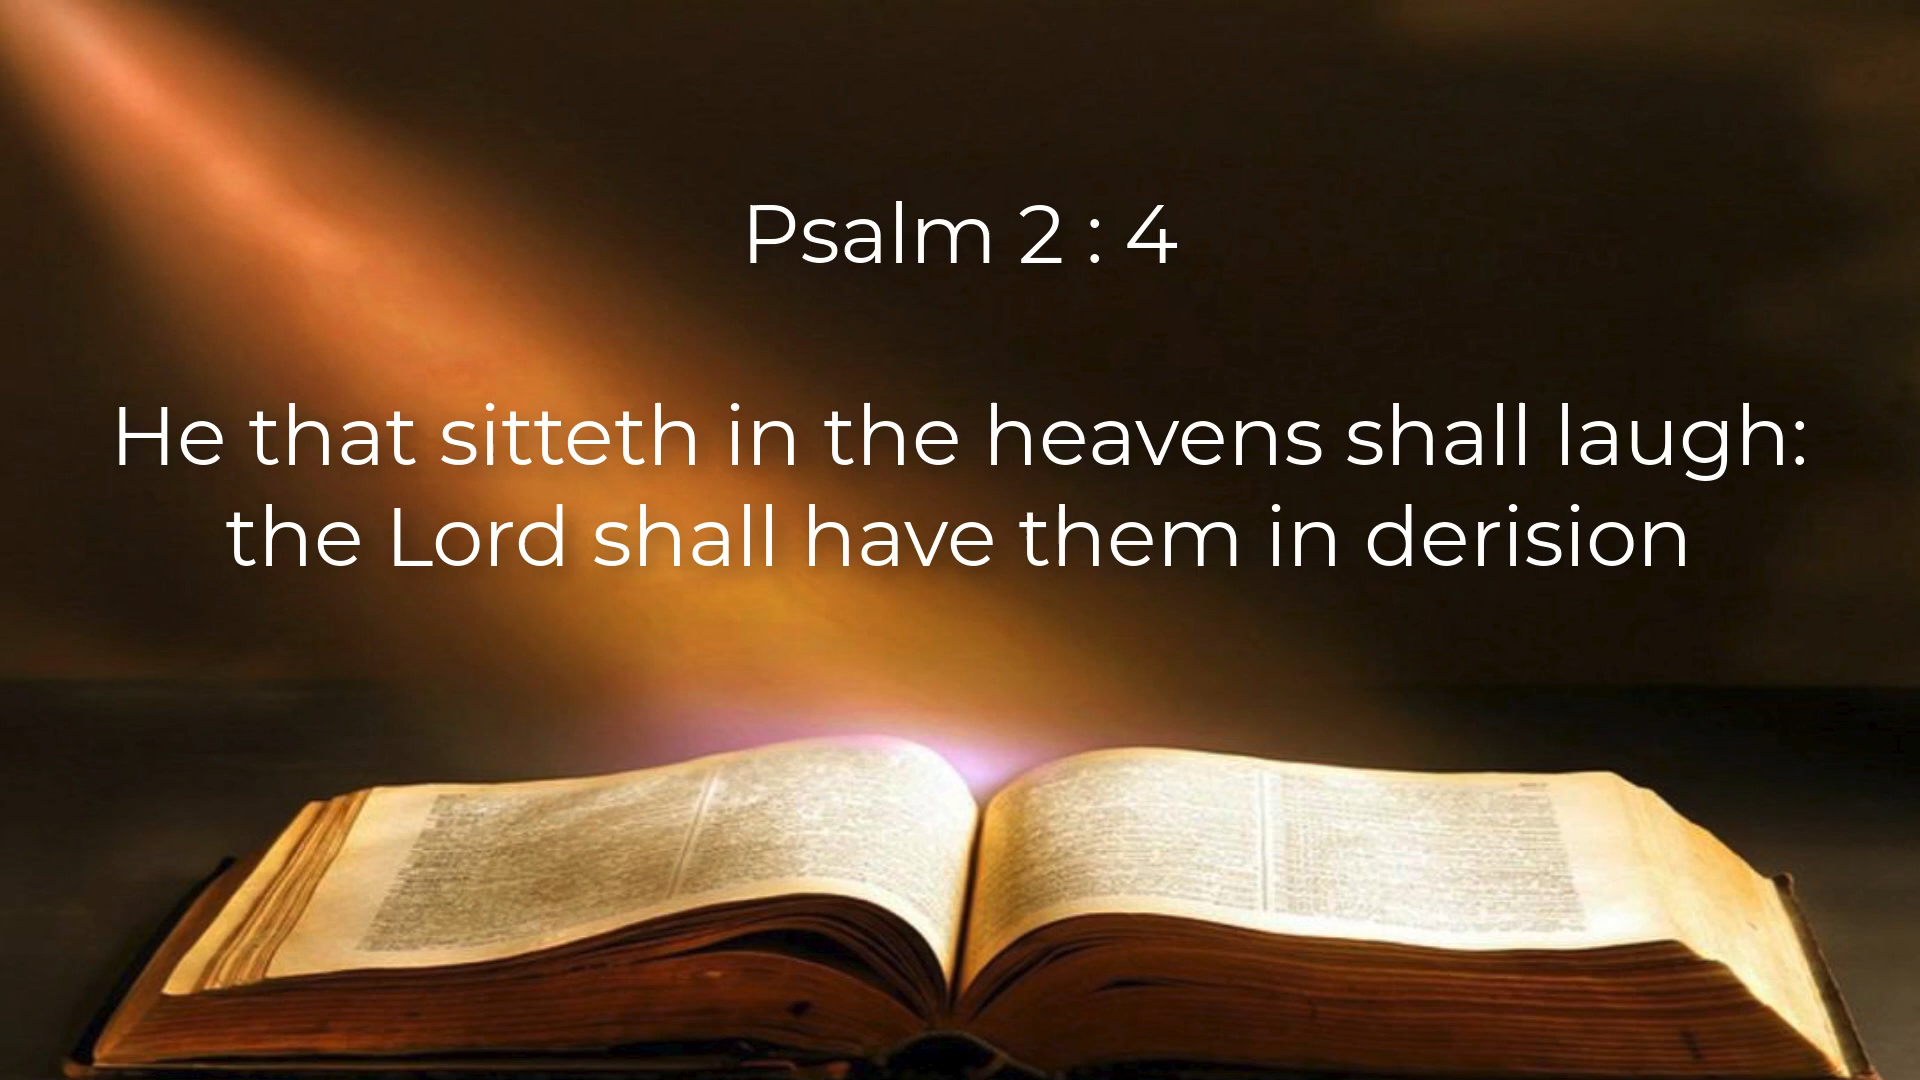 Psalm 2 : 4
He that sitteth in the heavens shall laugh:
the Lord shall have them in derision